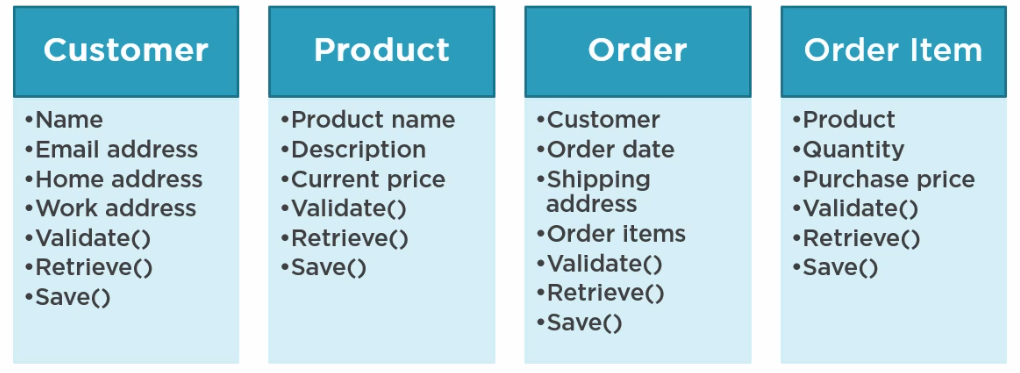 Customer
•Name
•Email address
•Home address
•Work address
•Validate()
•Retrieve()
•Save()
Product
•Product name
•Description
•Current price
•Validate()
•Retrieve()
•Save()
Order
•Customer
•Order date
•Shipping
address
•Order items
•Validate()
•Retrieve()
•Save()
Order Item
•Product
•Quantity
•Purchase price
•Validate()
•Retrieve()
•Save()